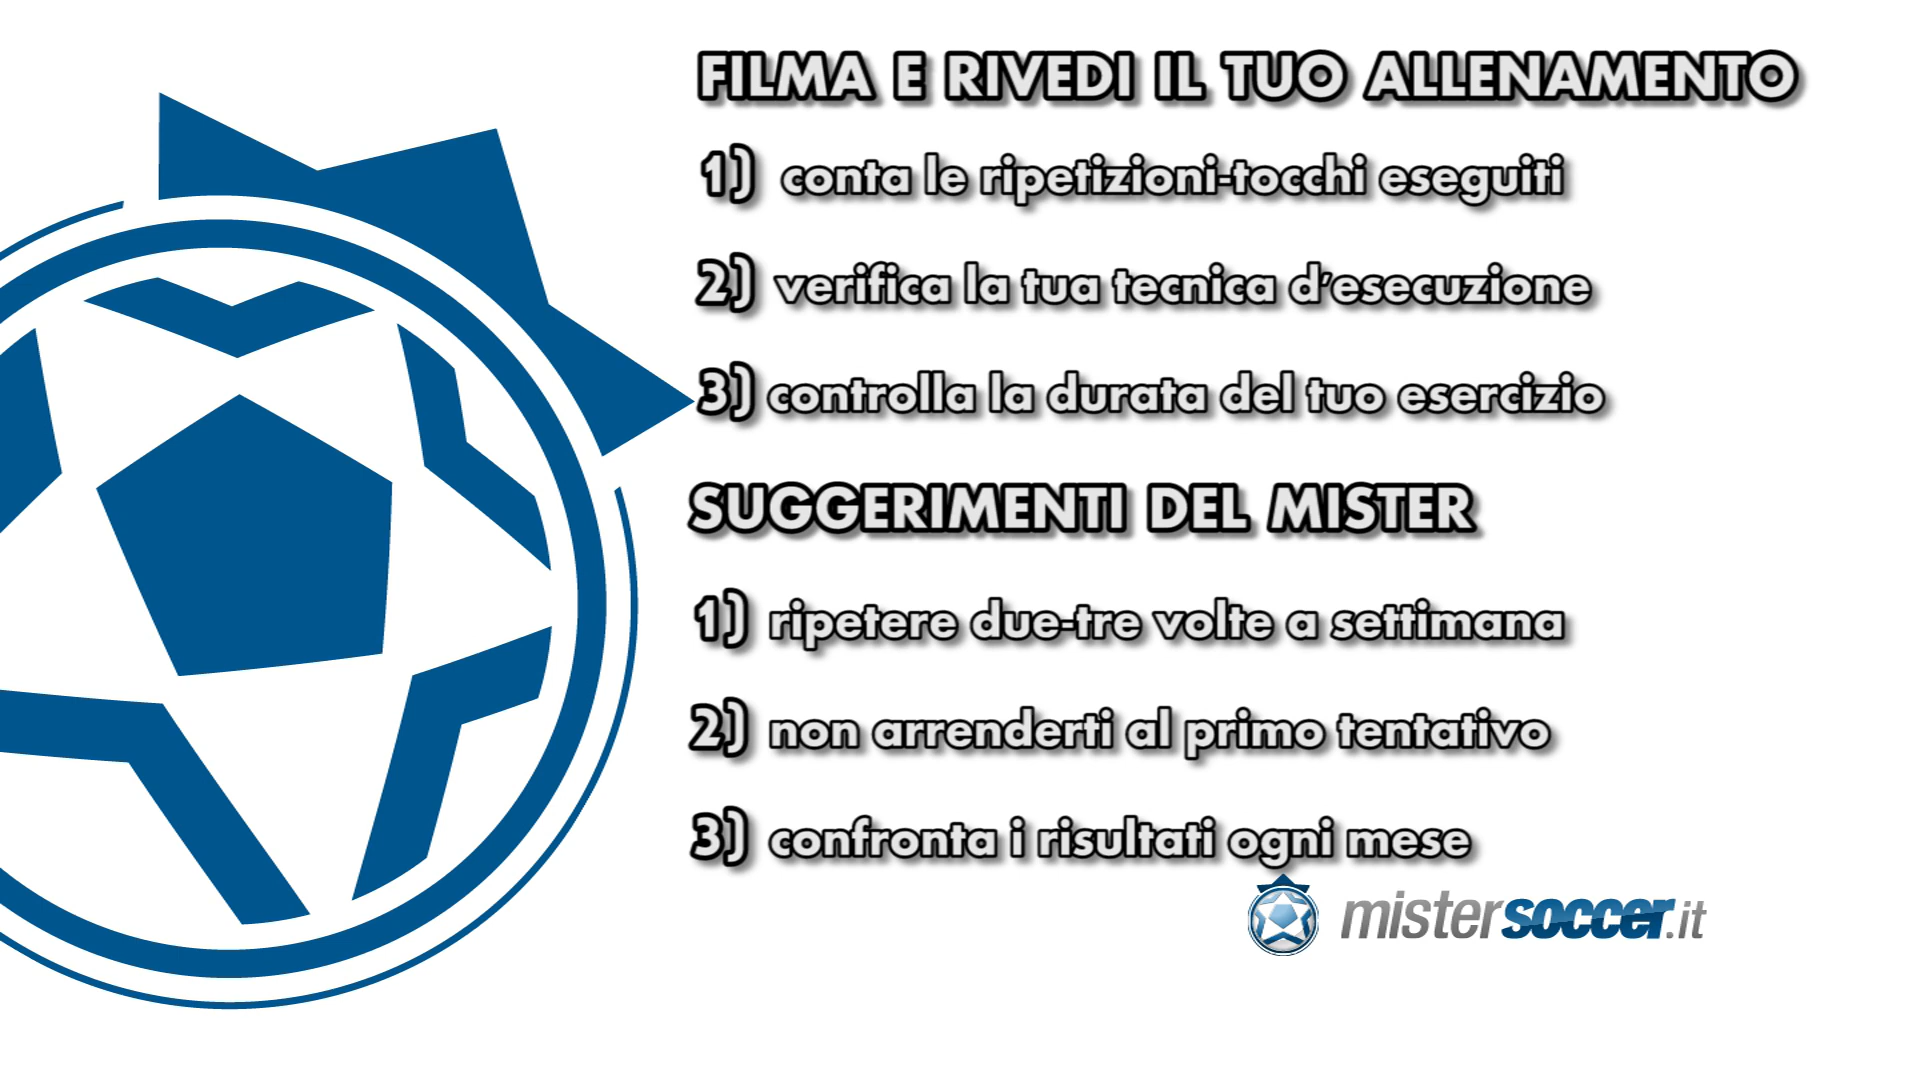 FILMA E RIVEDI IL TUO ALLENAMENTO
1) conta le ripetizioni-tocchi eseguiti
2) verifica la tua tecnica d'esecuzione
3) controlla la durata del tuo esercizio
SUGGERIMENTI DEL MISTER
1) ripetere due-tre volte a settimana
2) non arrenderti al primo tentativo
3) confronta i risultati ogni mese
mistersoccer.it